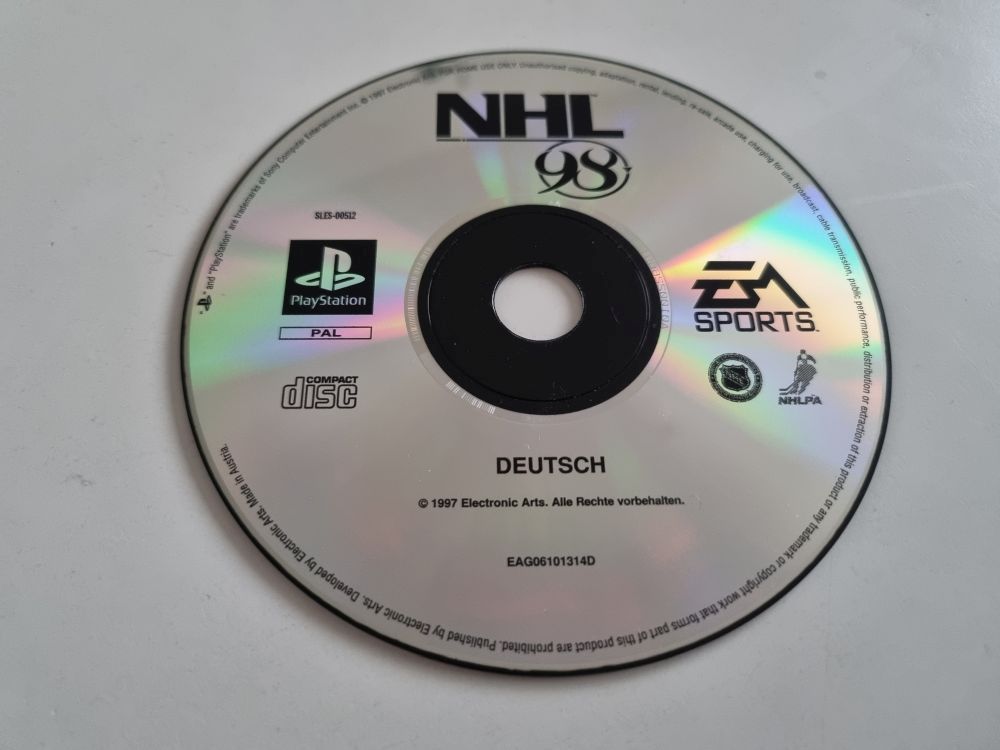 NHL
98
SLES-00512
PlayStation
PAL
COMPACT
disc
EA
SPORTS
NHLPA
DEUTSCH
© 1997 Electronic Arts. Alle Rechte vorbehalten.
EAG06101314D
and "PlayStation" are trademarks of Sony Computer Entertainment Inc. © 1997 Electronic Arts. FOR HOME USE ONLY. Unauthorised copying, adaptation, rental, lending, re-sale, arcade use, charging for use, broadcast, cable transmission, public performance, distribution or extraction of this product or any trademark or copyright work that forms part of this product are prohibited. Published by Electronic Arts. Developed by Electronic Arts. Made in Austria.